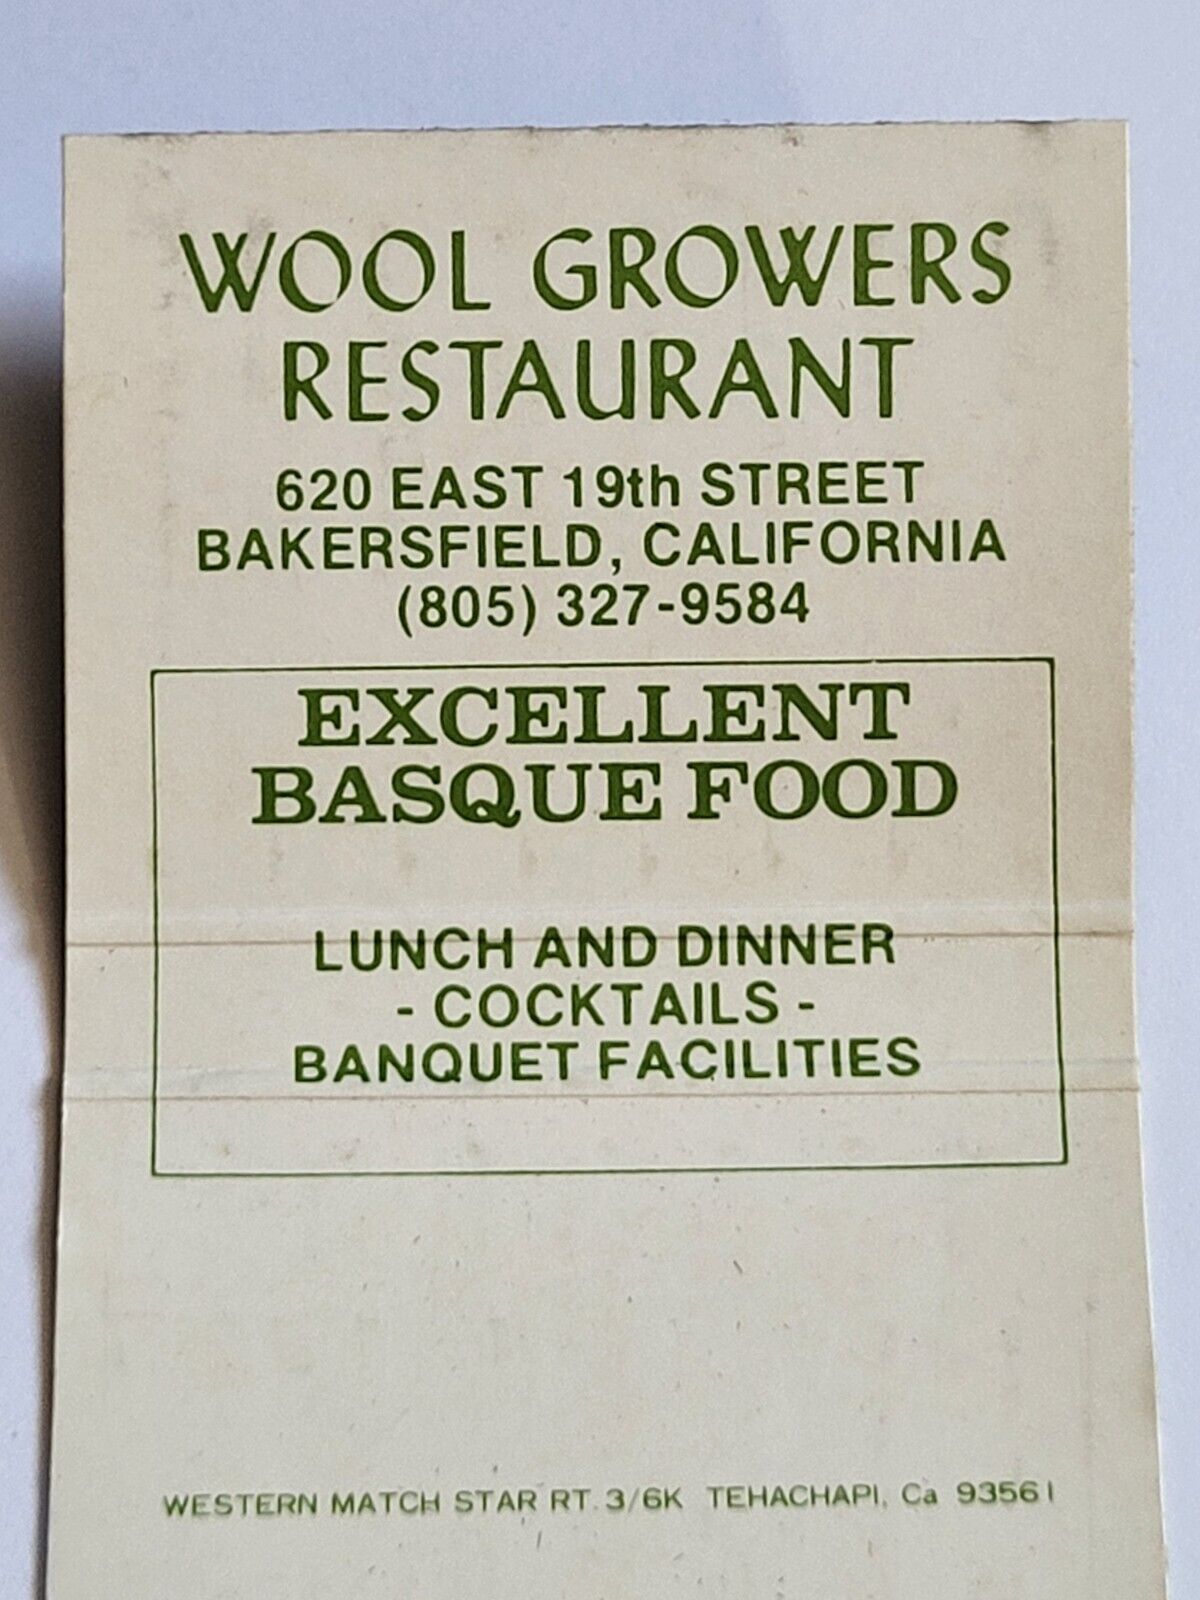 WOOL GROWERS
RESTAURANT
620 EAST 19th STREET
BAKERSFIELD, CALIFORNIA
(805) 327-9584
EXCELLENT
BASQUE FOOD
LUNCH AND DINNER
- COCKTAILS -
BANQUET FACILITIES
WESTERN MATCH STAR RT. 3/6K TEHACHAPI, Ca 93561